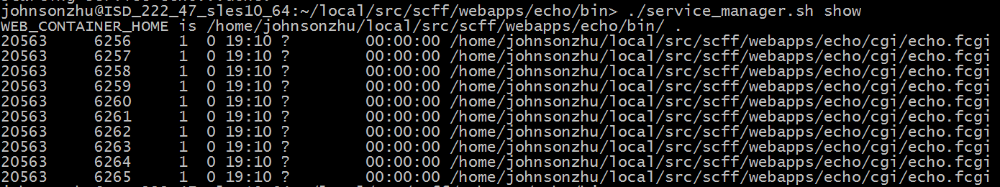 johnsonzhu@ISD_222_47_sles10_64:~/local/src/scff/webapps/echo/bin> ./service_manager.sh show
WEB_CONTAINER_HOME is /home/johnsonzhu/local/src/scff/webapps/echo/bin/ .
20563     6256     1  0 19:10 ?        00:00:00 /home/johnsonzhu/local/src/scff/webapps/echo/cgi/echo.fcgi
20563     6257     1  0 19:10 ?        00:00:00 /home/johnsonzhu/local/src/scff/webapps/echo/cgi/echo.fcgi
20563     6258     1  0 19:10 ?        00:00:00 /home/johnsonzhu/local/src/scff/webapps/echo/cgi/echo.fcgi
20563     6259     1  0 19:10 ?        00:00:00 /home/johnsonzhu/local/src/scff/webapps/echo/cgi/echo.fcgi
20563     6260     1  0 19:10 ?        00:00:00 /home/johnsonzhu/local/src/scff/webapps/echo/cgi/echo.fcgi
20563     6261     1  0 19:10 ?        00:00:00 /home/johnsonzhu/local/src/scff/webapps/echo/cgi/echo.fcgi
20563     6262     1  0 19:10 ?        00:00:00 /home/johnsonzhu/local/src/scff/webapps/echo/cgi/echo.fcgi
20563     6263     1  0 19:10 ?        00:00:00 /home/johnsonzhu/local/src/scff/webapps/echo/cgi/echo.fcgi
20563     6264     1  0 19:10 ?        00:00:00 /home/johnsonzhu/local/src/scff/webapps/echo/cgi/echo.fcgi
20563     6265     1  0 19:10 ?        00:00:00 /home/johnsonzhu/local/src/scff/webapps/echo/cgi/echo.fcgi